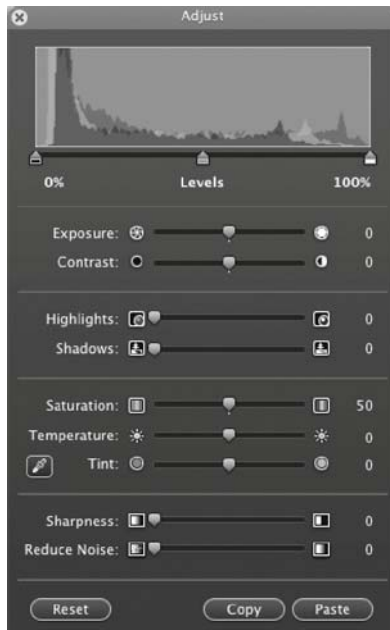 Adjust
0% Levels 100%
Exposure: 0
Contrast: 0
Highlights: 0
Shadows: 0
Saturation: 50
Temperature: 0
Tint: 0
Sharpness: 0
Reduce Noise: 0
Reset Copy Paste